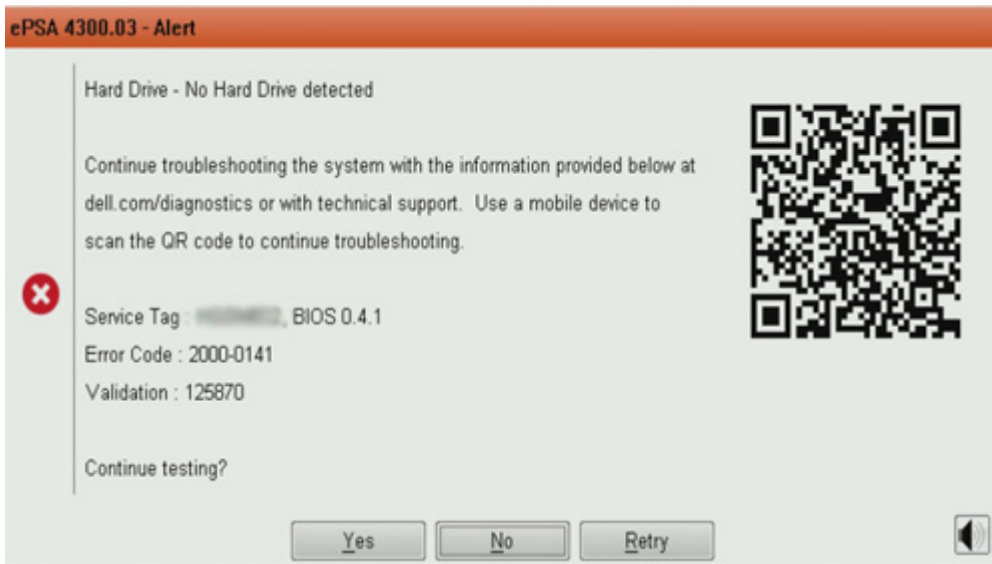 ePSA 4300.03 - Alert
Hard Drive - No Hard Drive detected
Continue troubleshooting the system with the information provided below at
dell.com/diagnostics or with technical support. Use a mobile device to
scan the QR code to continue troubleshooting.
Service Tag : , BIOS 0.4.1
Error Code : 2000-0141
Validation : 125870
Continue testing?
Yes
No
Retry